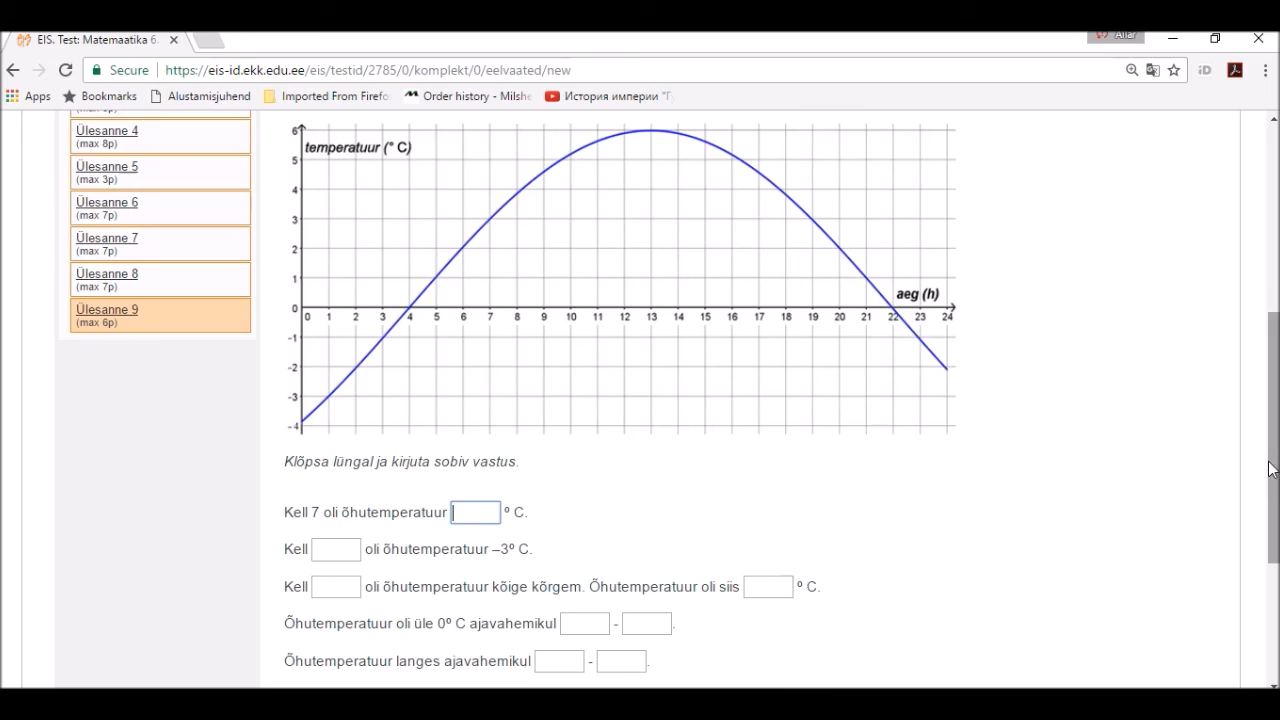 EIS. Test: Matemaatika 6.
Allar
Secure https://eis-id.ekk.edu.ee/eis/testid/2785/0/komplekt/0/eelvaated/new
Apps Bookmarks Alustamisjuhend Imported From Firefo Order history - Milshe История империи "Г
Ülesanne 4
(max 8p)
Ülesanne 5
(max 3p)
Ülesanne 6
(max 7p)
Ülesanne 7
(max 7p)
Ülesanne 8
(max 7p)
Ülesanne 9
(max 6p)
6
temperatuur (° C)
5
4
3
2
1
aeg (h)
0 0 1 2 3 4 5 6 7 8 9 10 11 12 13 14 15 16 17 18 19 20 21 22 23 24
-1
-2
-3
-4
Klõpsa lüngal ja kirjuta sobiv vastus.
Kell 7 oli õhutemperatuur º C.
Kell oli õhutemperatuur –3º C.
Kell oli õhutemperatuur kõige kõrgem. Õhutemperatuur oli siis º C.
Õhutemperatuur oli üle 0º C ajavahemikul - .
Õhutemperatuur langes ajavahemikul - .